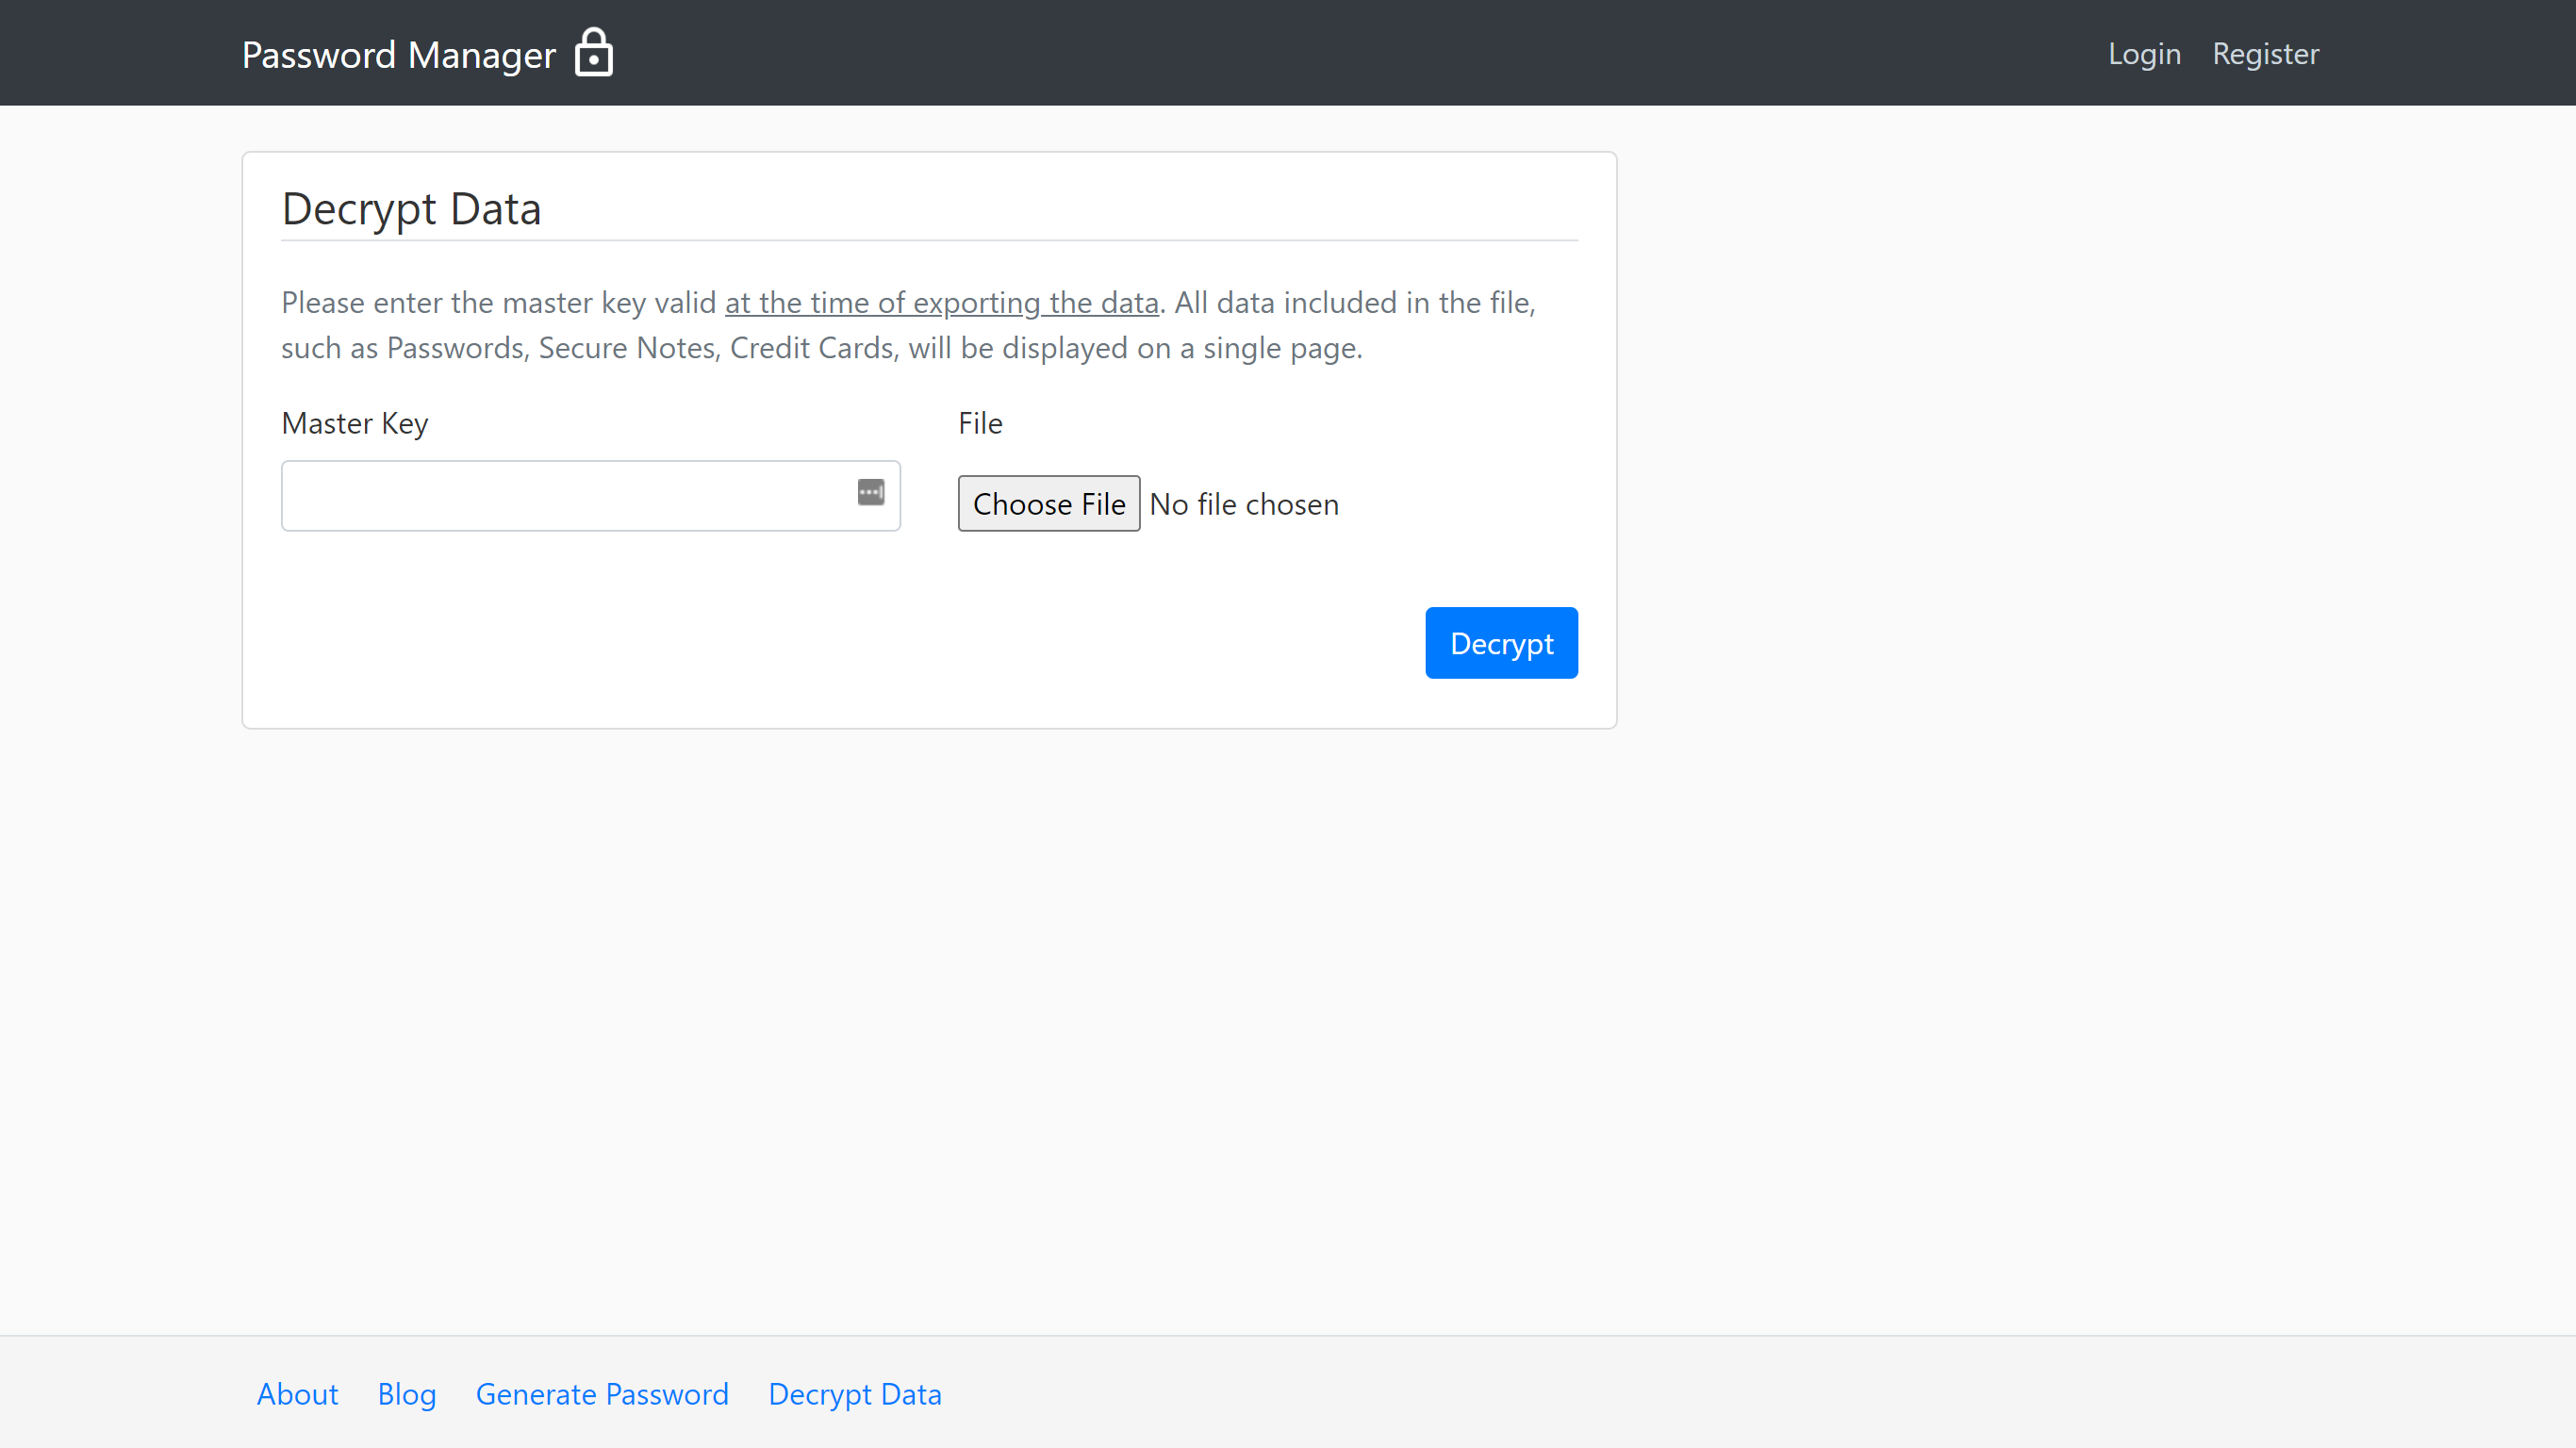 Password Manager
Login Register
Decrypt Data
Please enter the master key valid at the time of exporting the data. All data included in the file,
such as Passwords, Secure Notes, Credit Cards, will be displayed on a single page.
Master Key
File
Choose File No file chosen
Decrypt
About Blog Generate Password Decrypt Data